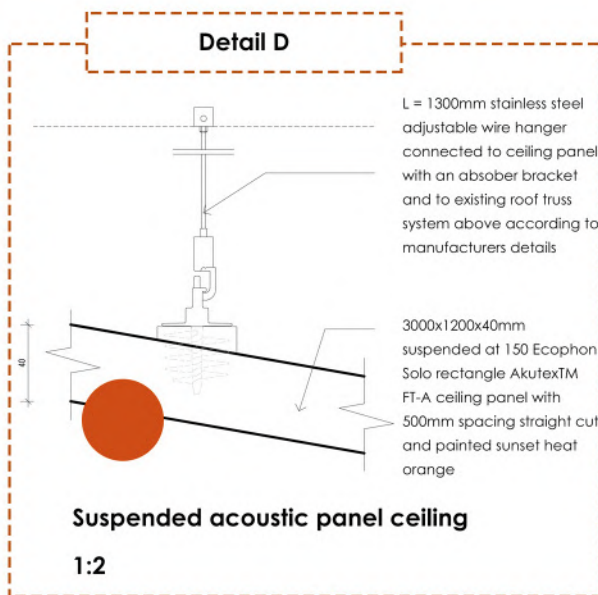 Detail D
L = 1300mm stainless steel
adjustable wire hanger
connected to ceiling panel
with an absober bracket
and to existing roof truss
system above according to
manufacturers details
40
3000x1200x40mm
suspended at 150 Ecophon
Solo rectangle AkutexTM
FT-A ceiling panel with
500mm spacing straight cut
and painted sunset heat
orange
Suspended acoustic panel ceiling
1:2